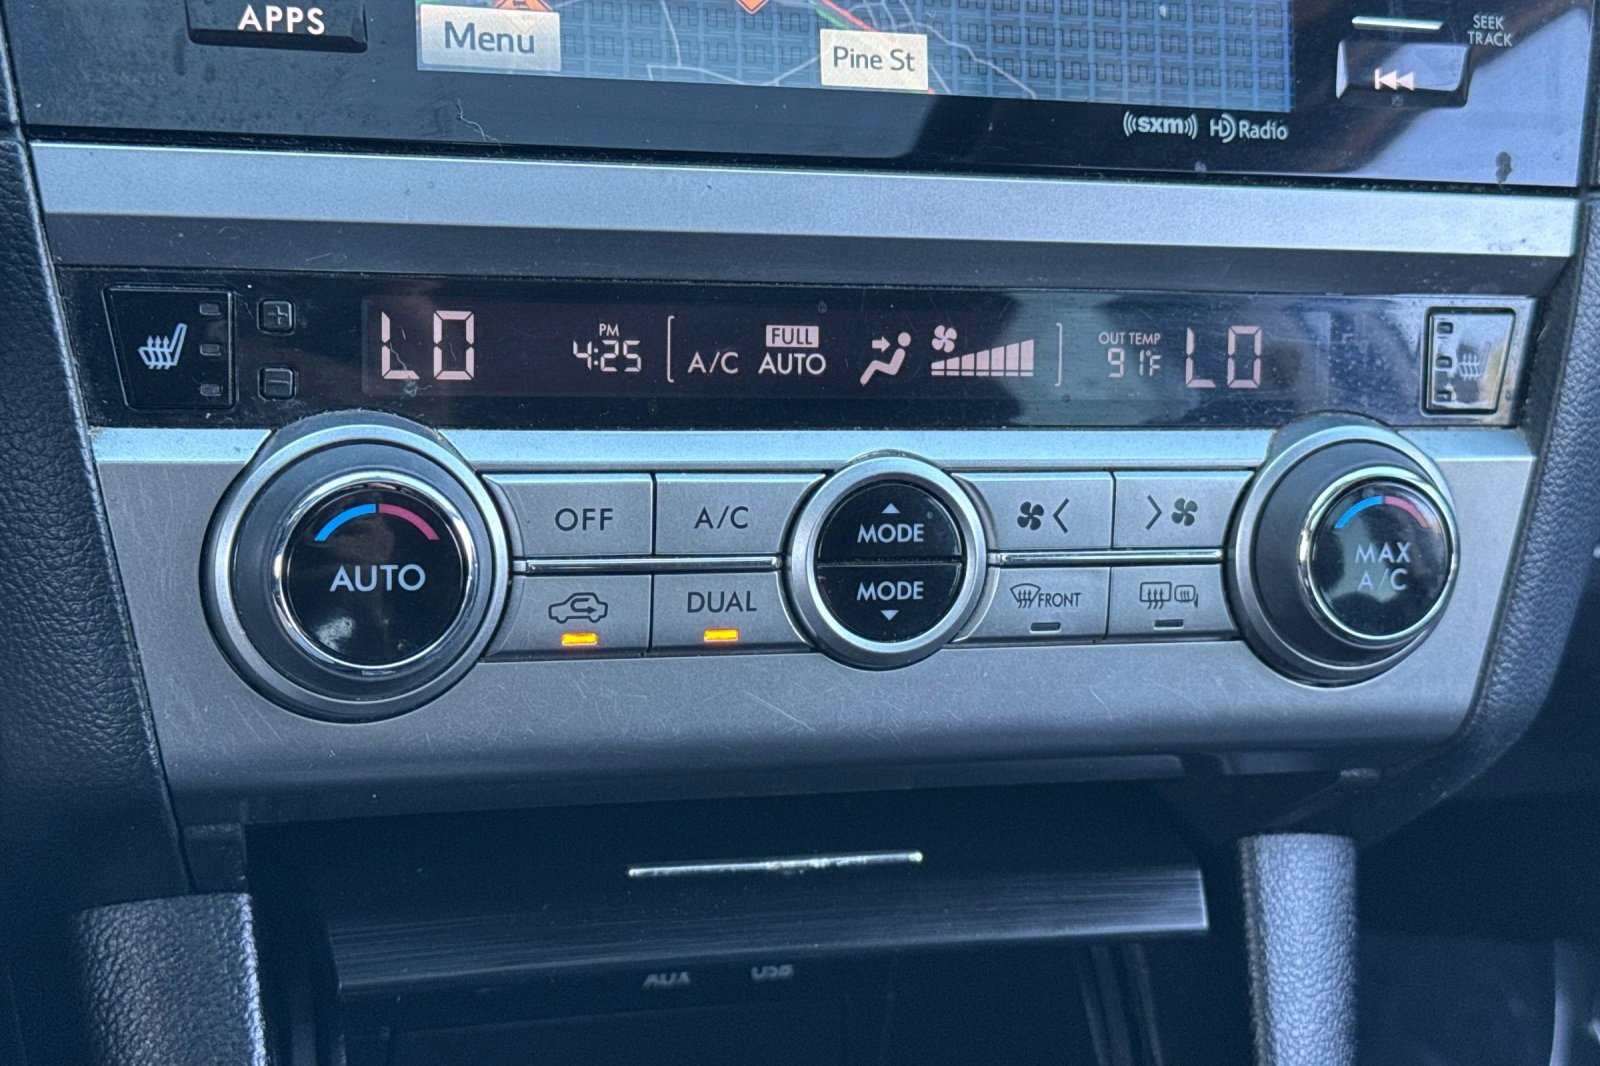 APPS
Menu
Pine St
SEEK
TRACK
sxm
HD Radio
LO
PM
4:25
A/C
FULL
AUTO
OUT TEMP
91°F
LO
OFF
A/C
MODE
MODE
AUTO
DUAL
FRONT
MAX
A/C
AUX
USB